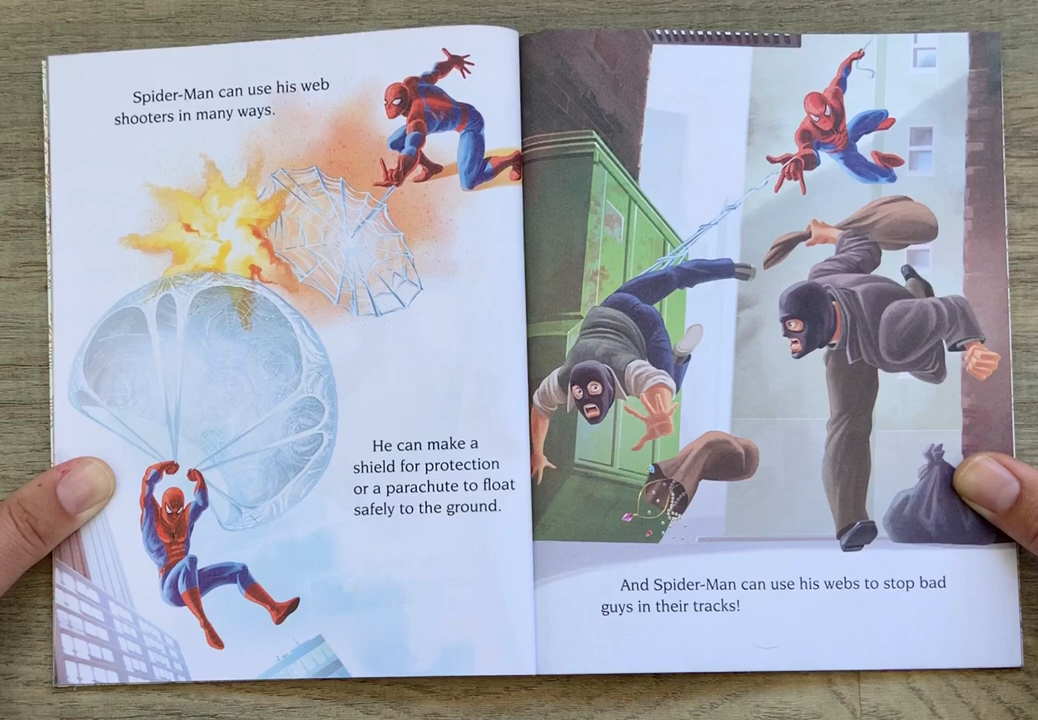 Spider-Man can use his web
shooters in many ways.
He can make a
shield for protection
or a parachute to float
safely to the ground.
And Spider-Man can use his webs to stop bad
guys in their tracks!